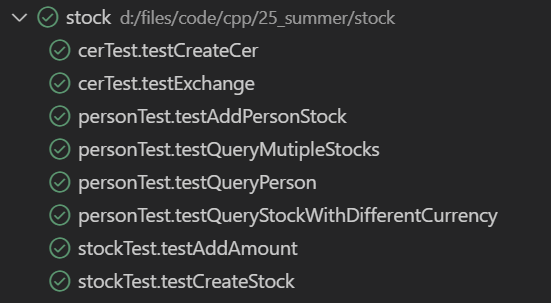 stock d:/files/code/cpp/25_summer/stock
cerTest.testCreateCer
cerTest.testExchange
personTest.testAddPersonStock
personTest.testQueryMutipleStocks
personTest.testQueryPerson
personTest.testQueryStockWithDifferentCurrency
stockTest.testAddAmount
stockTest.testCreateStock